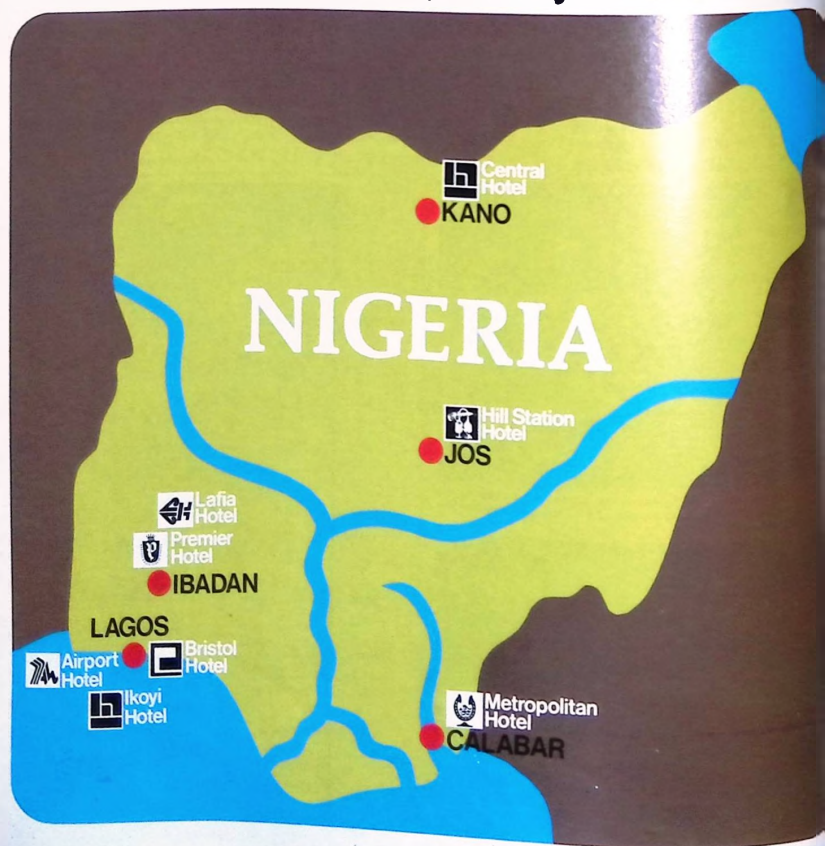 Central
Hotel
KANO
NIGERIA
Hill Station
Hotel
JOS
Lafia
Hotel
Premier
Hotel
IBADAN
LAGOS
Airport
Hotel
Bristol
Hotel
Ikoyi
Hotel
Metropolitan
Hotel
CALABAR